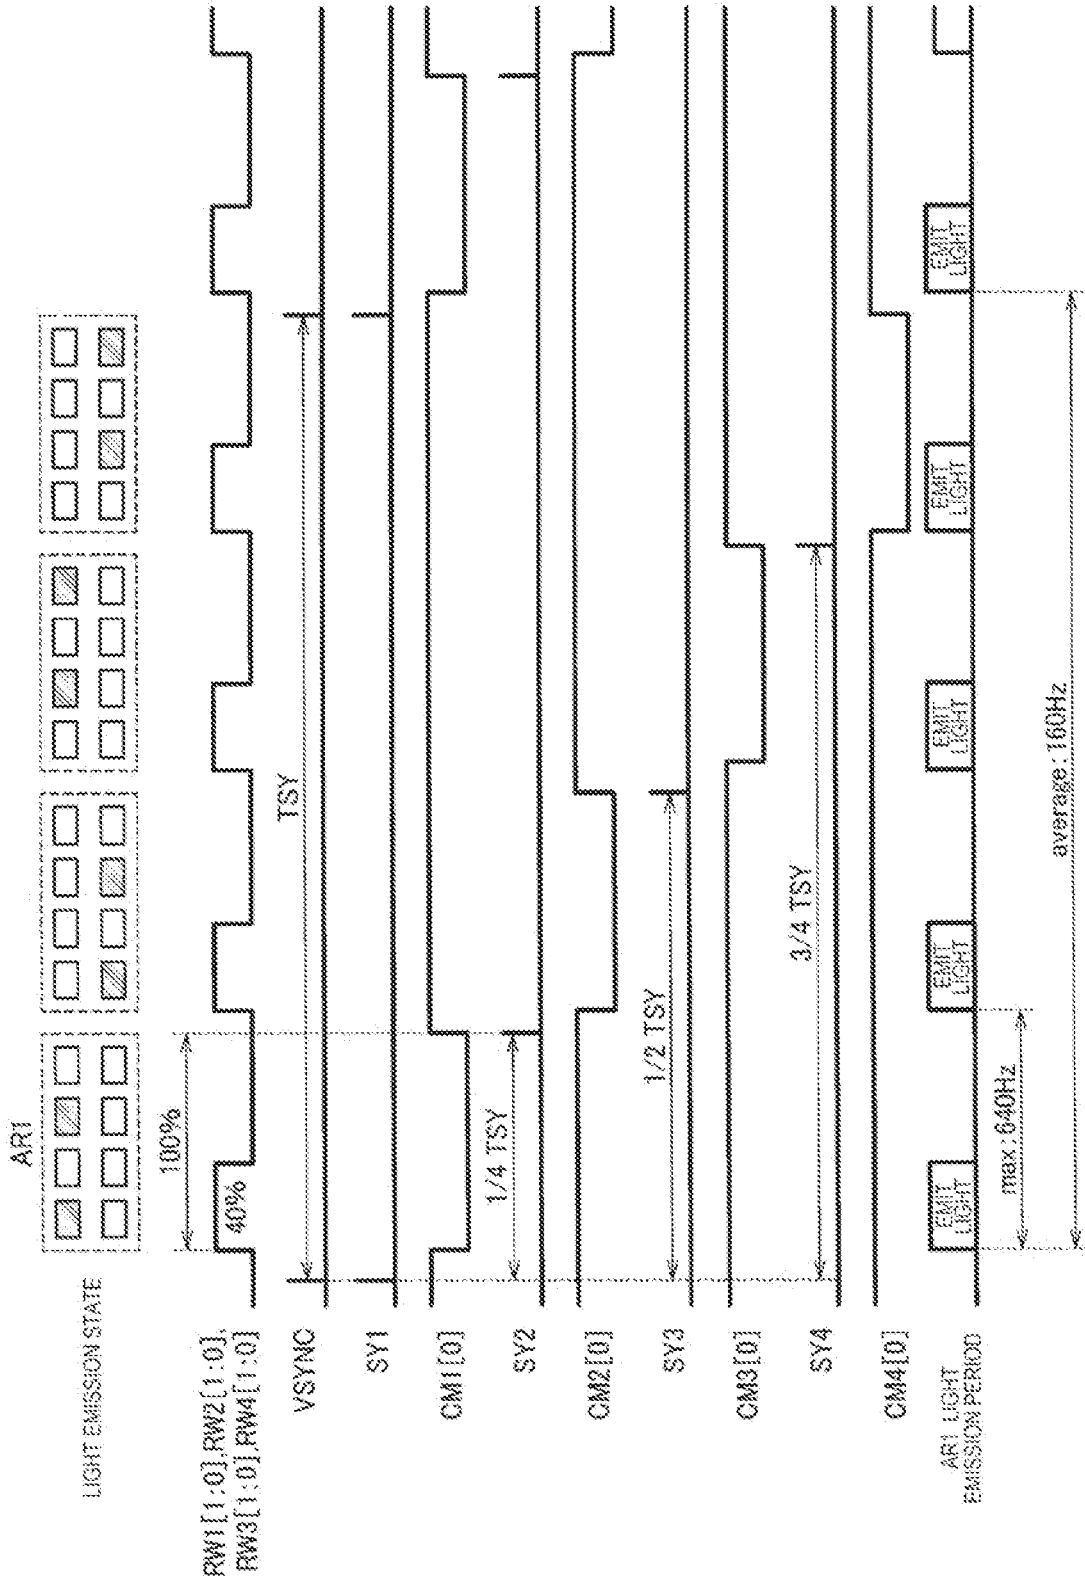 AR1
LIGHT EMISSION STATE
100%
RW1[1:0],RW2[1:0],
RW3[1:0],RW4[1:0]
40%
TSY
VSYNC
SY1
CM1[0]
1/4 TSY
SY2
CM2[0]
1/2 TSY
SY3
CM3[0]
3/4 TSY
SY4
CM4[0]
AR1 LIGHT
EMISSION PERIOD
EMIT
LIGHT
EMIT
LIGHT
EMIT
LIGHT
EMIT
LIGHT
EMIT
LIGHT
max:640Hz
average:160Hz